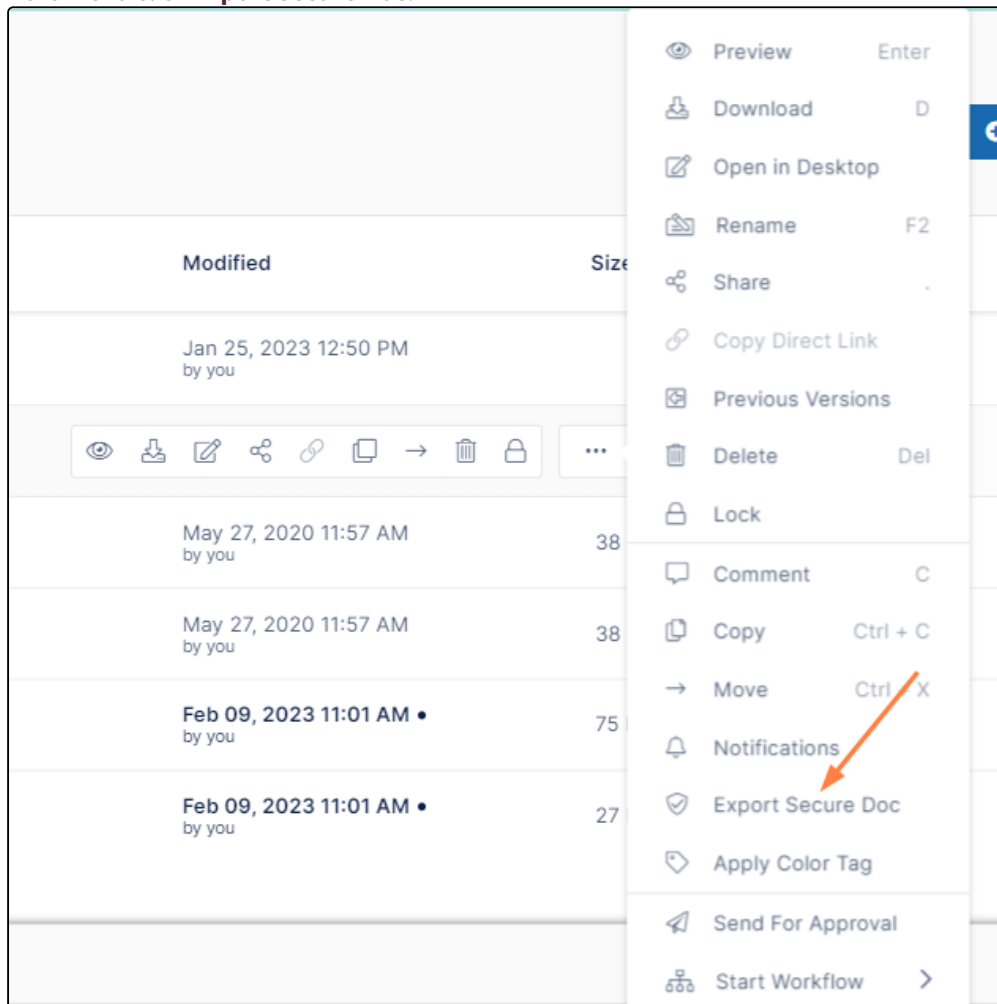 Modified
Size
Jan 25, 2023 12:50 PM
by you
May 27, 2020 11:57 AM
by you
38
May 27, 2020 11:57 AM
by you
38
Feb 09, 2023 11:01 AM •
by you
75
Feb 09, 2023 11:01 AM •
by you
27
Preview Enter
Download D
Open in Desktop
Rename F2
Share .
Copy Direct Link
Previous Versions
Delete Del
Lock
Comment C
Copy Ctrl + C
Move Ctrl + X
Notifications
Export Secure Doc
Apply Color Tag
Send For Approval
Start Workflow >